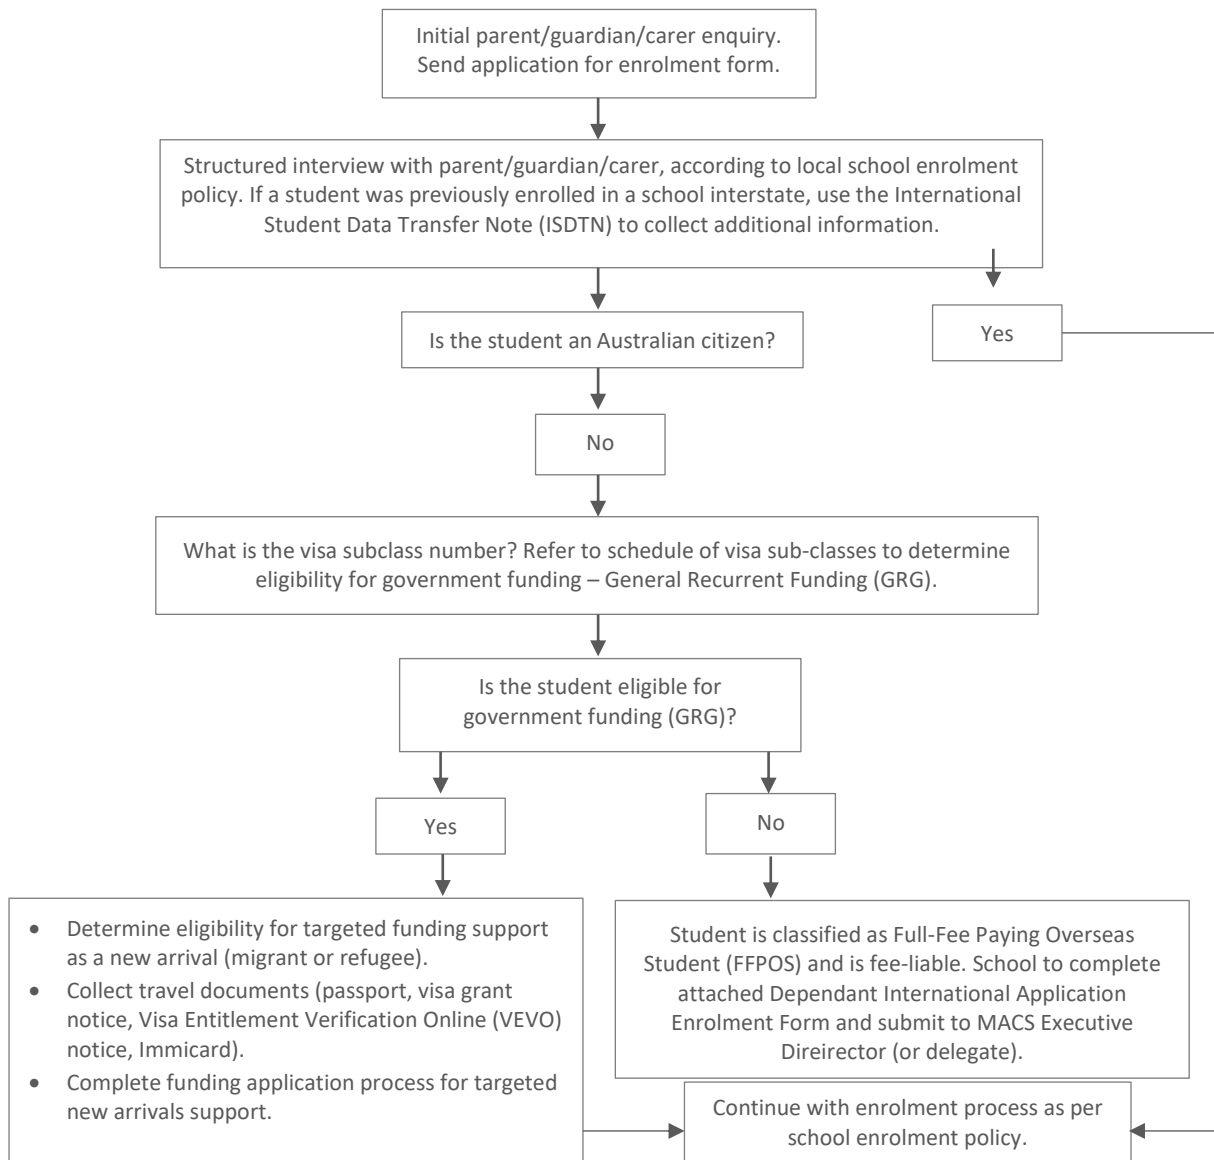 Initial parent/guardian/carer enquiry.
Send application for enrolment form.
Structured interview with parent/guardian/carer, according to local school enrolment
policy. If a student was previously enrolled in a school interstate, use the International
Student Data Transfer Note (ISDTN) to collect additional information.
Is the student an Australian citizen?
Yes
No
What is the visa subclass number? Refer to schedule of visa sub-classes to determine
eligibility for government funding – General Recurrent Funding (GRG).
Is the student eligible for
government funding (GRG)?
Yes
No
• Determine eligibility for targeted funding support
as a new arrival (migrant or refugee).
• Collect travel documents (passport, visa grant
notice, Visa Entitlement Verification Online (VEVO)
notice, Immicard).
• Complete funding application process for targeted
new arrivals support.
Student is classified as Full-Fee Paying Overseas
Student (FFPOS) and is fee-liable. School to complete
attached Dependant International Application
Enrolment Form and submit to MACS Executive
Direirector (or delegate).
Continue with enrolment process as per
school enrolment policy.